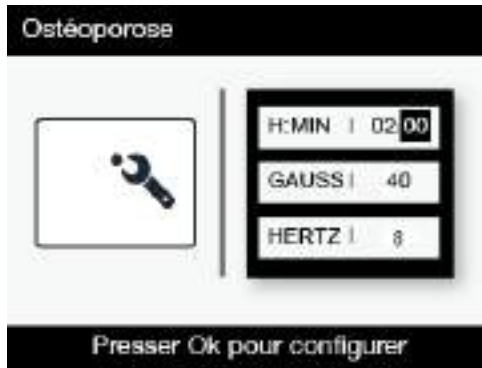 Ostéoporose
H:MIN | 02:00
GAUSS | 40
HERTZ | 8
Presser Ok pour configurer